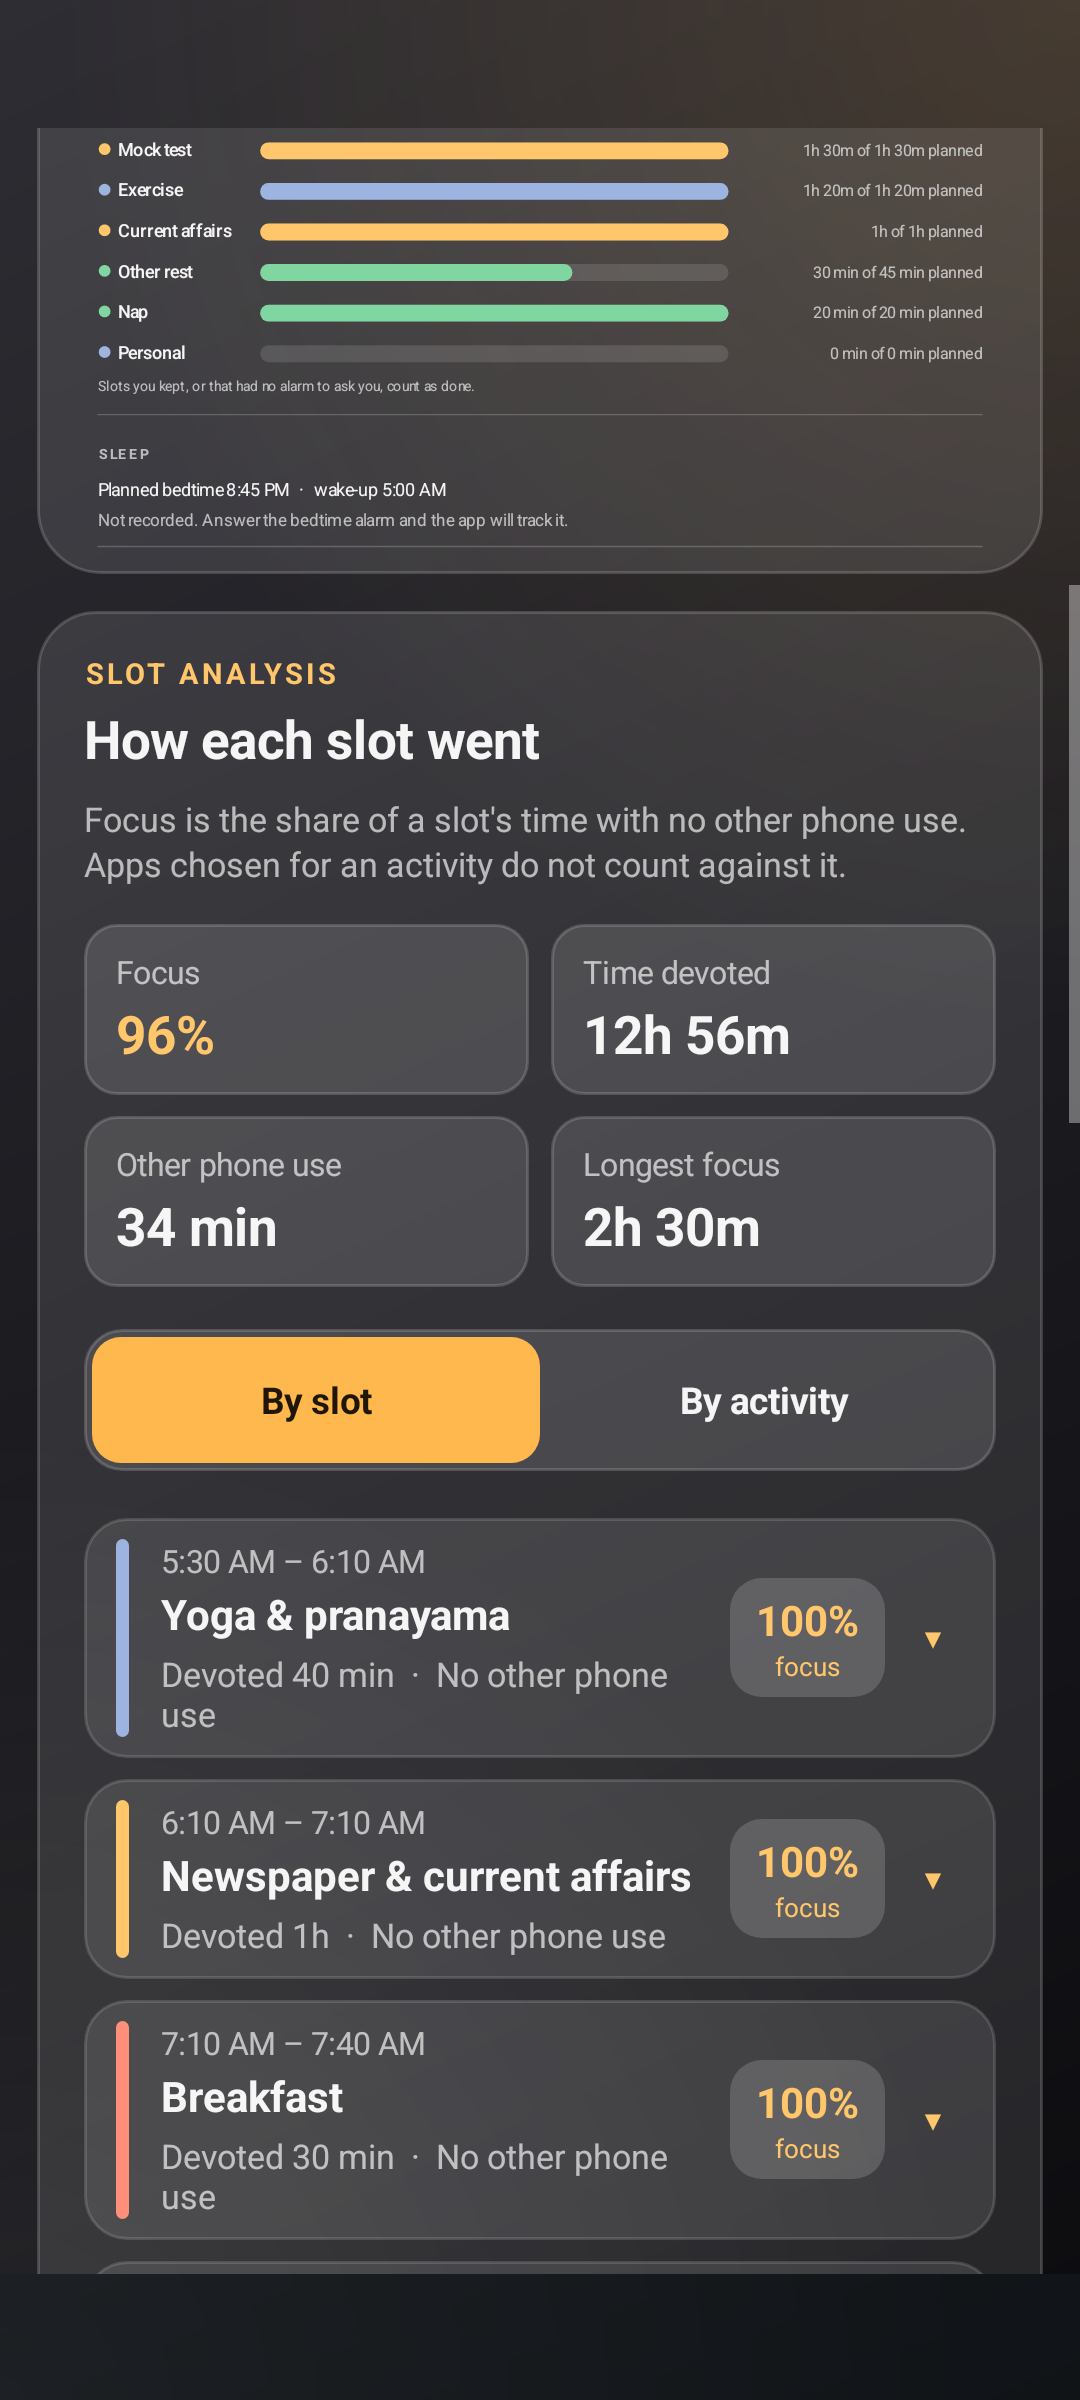 Mock test 1h 30m of 1h 30m planned
Exercise 1h 20m of 1h 20m planned
Current affairs 1h of 1h planned
Other rest 30 min of 45 min planned
Nap 20 min of 20 min planned
Personal 0 min of 0 min planned
Slots you kept, or that had no alarm to ask you, count as done.
SLEEP
Planned bedtime 8:45 PM · wake-up 5:00 AM
Not recorded. Answer the bedtime alarm and the app will track it.
SLOT ANALYSIS
How each slot went
Focus is the share of a slot's time with no other phone use.
Apps chosen for an activity do not count against it.
Focus
96%
Time devoted
12h 56m
Other phone use
34 min
Longest focus
2h 30m
By slot
By activity
5:30 AM – 6:10 AM
Yoga & pranayama
Devoted 40 min · No other phone
use
100%
focus
6:10 AM – 7:10 AM
Newspaper & current affairs
Devoted 1h · No other phone use
100%
focus
7:10 AM – 7:40 AM
Breakfast
Devoted 30 min · No other phone
use
100%
focus